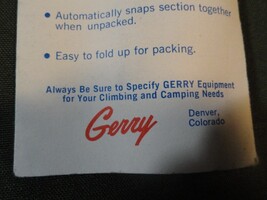 • Automatically snaps section together
when unpacked.
• Easy to fold up for packing.
Always Be Sure to Specify GERRY Equipment
for Your Climbing and Camping Needs
Gerry
Denver,
Colorado